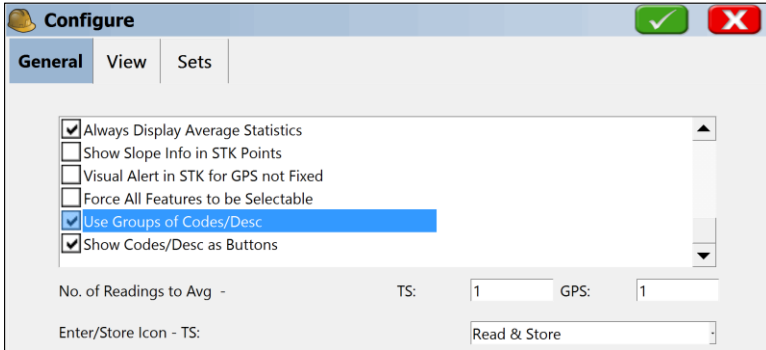 Configure
General View Sets
Always Display Average Statistics
Show Slope Info in STK Points
Visual Alert in STK for GPS not Fixed
Force All Features to be Selectable
Use Groups of Codes/Desc
Show Codes/Desc as Buttons
No. of Readings to Avg - TS: 1 GPS: 1
Enter/Store Icon - TS: Read & Store